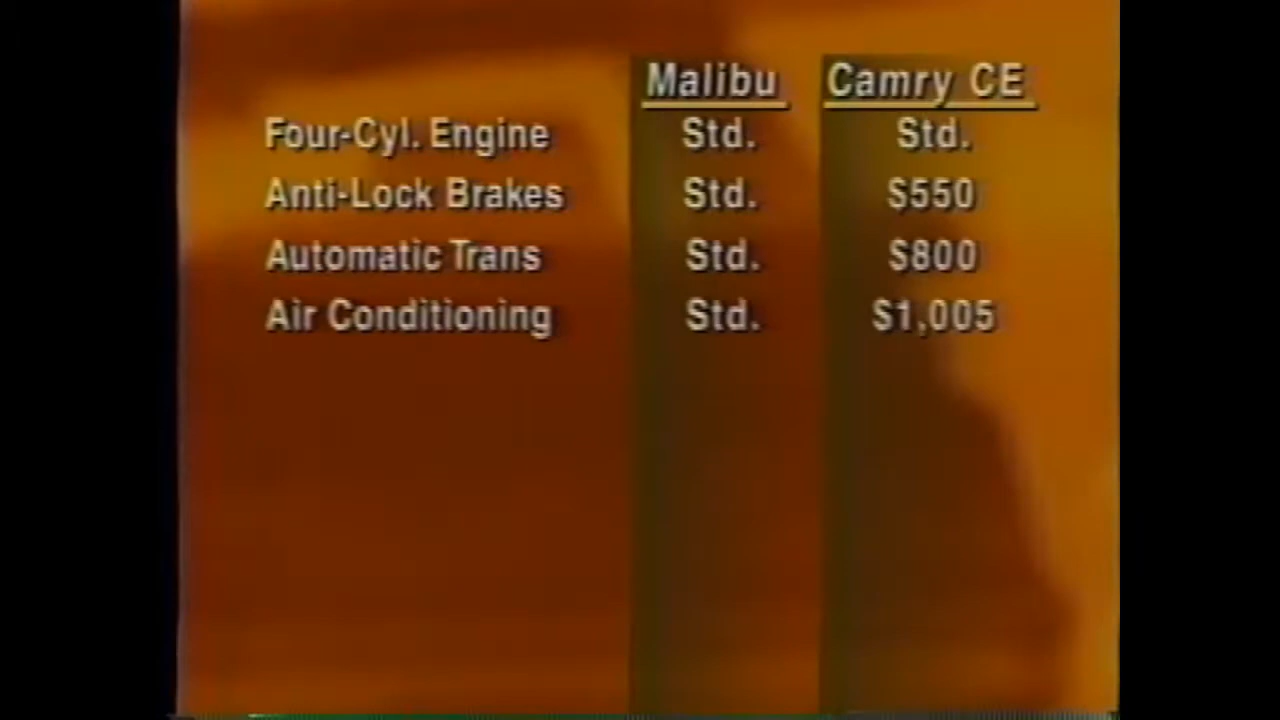 Malibu Camry CE
Four-Cyl. Engine Std. Std.
Anti-Lock Brakes Std. $550
Automatic Trans Std. $800
Air Conditioning Std. $1,005